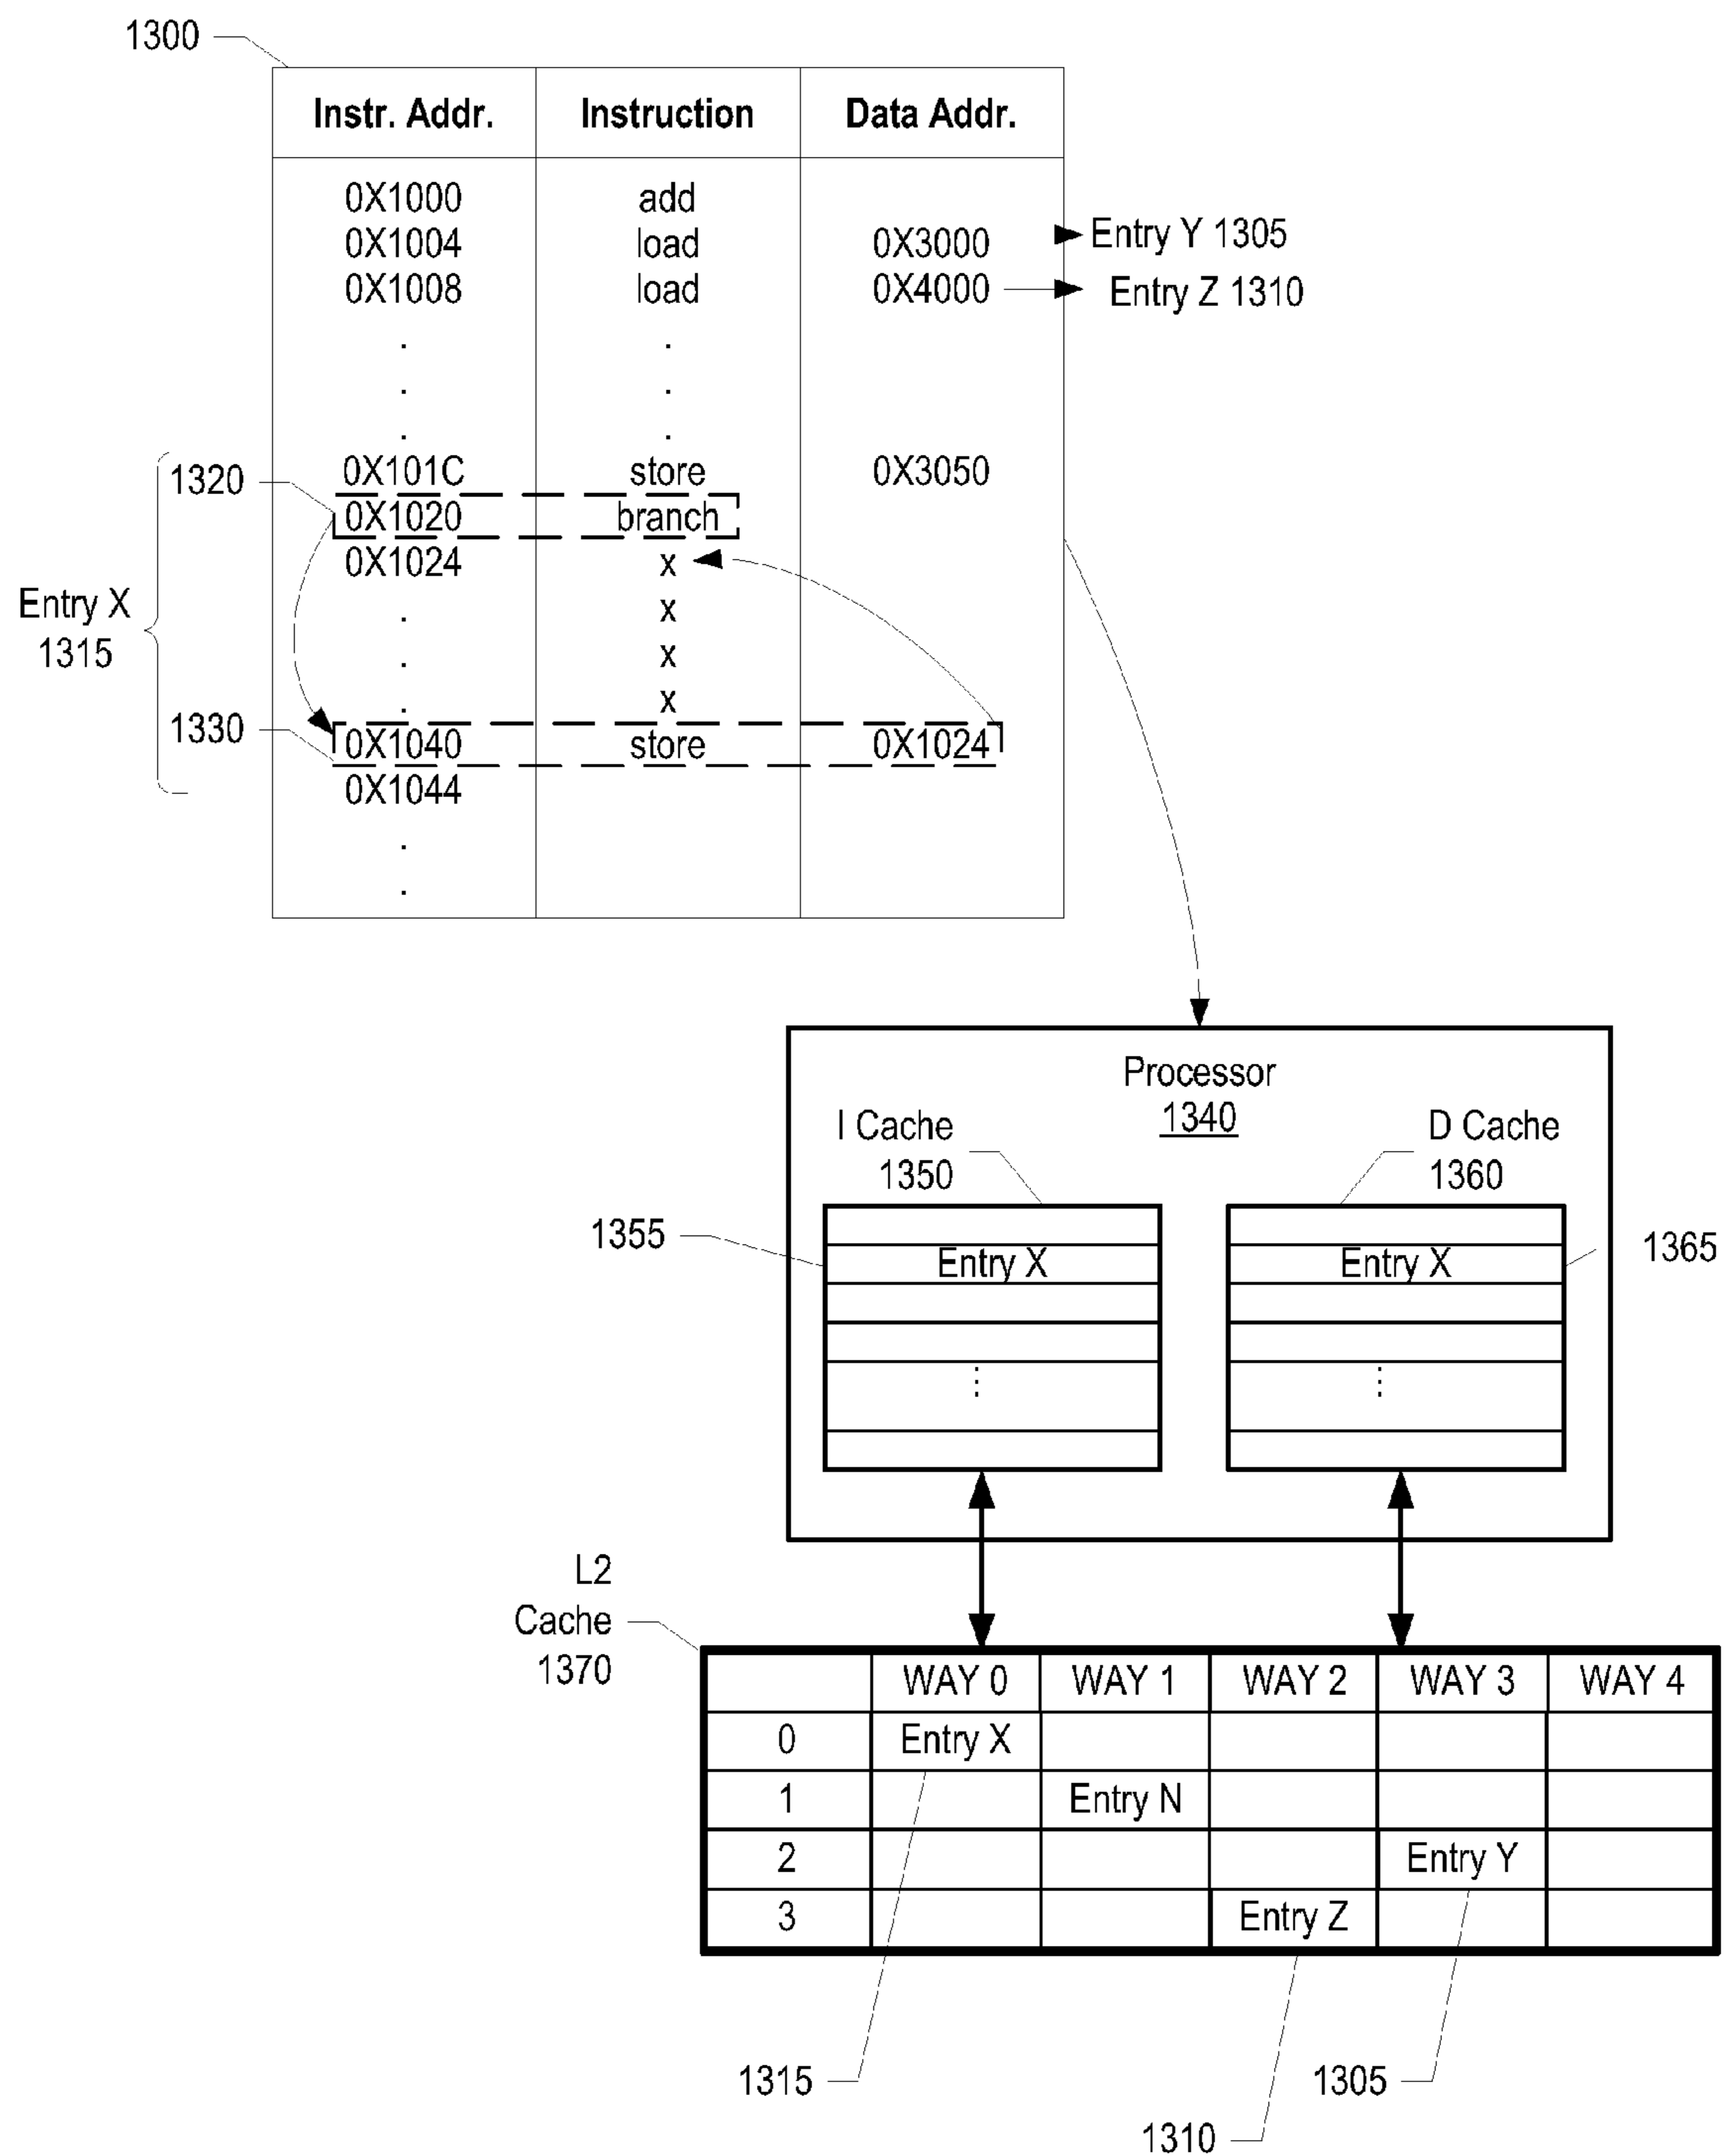 1300
Instr. Addr. Instruction Data Addr.
0X1000 add
0X1004 load 0X3000 Entry Y 1305
0X1008 load 0X4000 Entry Z 1310
. .
. .
. .
0X101C store 0X3050
1320
0X1020 branch
0X1024 x
. x
Entry X
1315
. x
. x
1330
0X1040 store 0X1024
0X1044
.
.
Processor
1340
I Cache
1350
D Cache
1360
1355 Entry X Entry X 1365
⋮ ⋮
L2
Cache
1370
WAY 0 WAY 1 WAY 2 WAY 3 WAY 4
0 Entry X
1 Entry N
2 Entry Y
3 Entry Z
1315 1305
1310